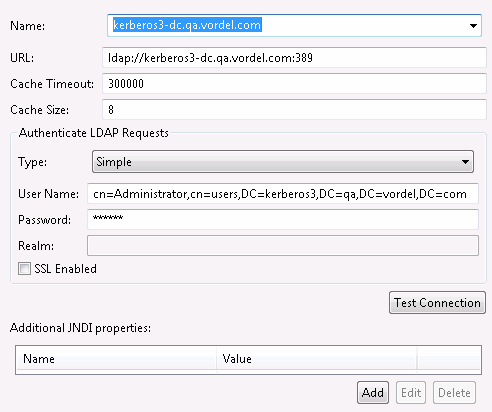 Name: kerberos3-dc.qa.vordel.com
URL: ldap://kerberos3-dc.qa.vordel.com:389
Cache Timeout: 300000
Cache Size: 8
Authenticate LDAP Requests
Type: Simple
User Name: cn=Administrator,cn=users,DC=kerberos3,DC=qa,DC=vordel,DC=com
Password: ******
Realm:
SSL Enabled
Test Connection
Additional JNDI properties:
Name Value
Add Edit Delete